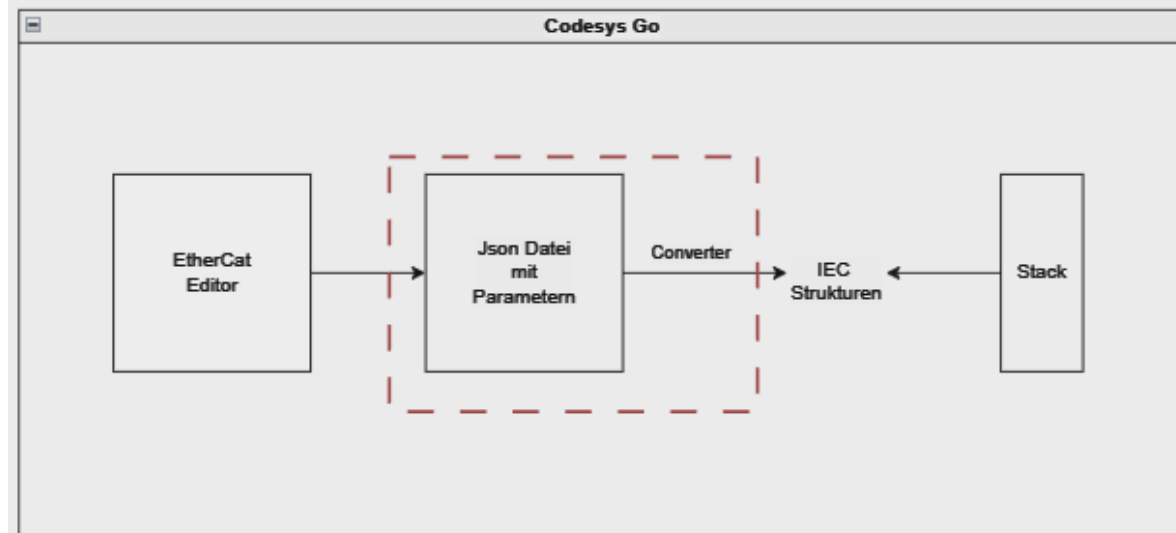 Codesys Go
EtherCat
Editor
Json Datei
mit
Parametern
Converter
IEC
Strukturen
Stack